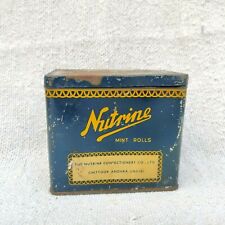 Nutrine
MINT ROLLS
THE NUTRINE CONFECTIONERY CO., LTD.
CHITTOOR ANDHRA (INDIA)